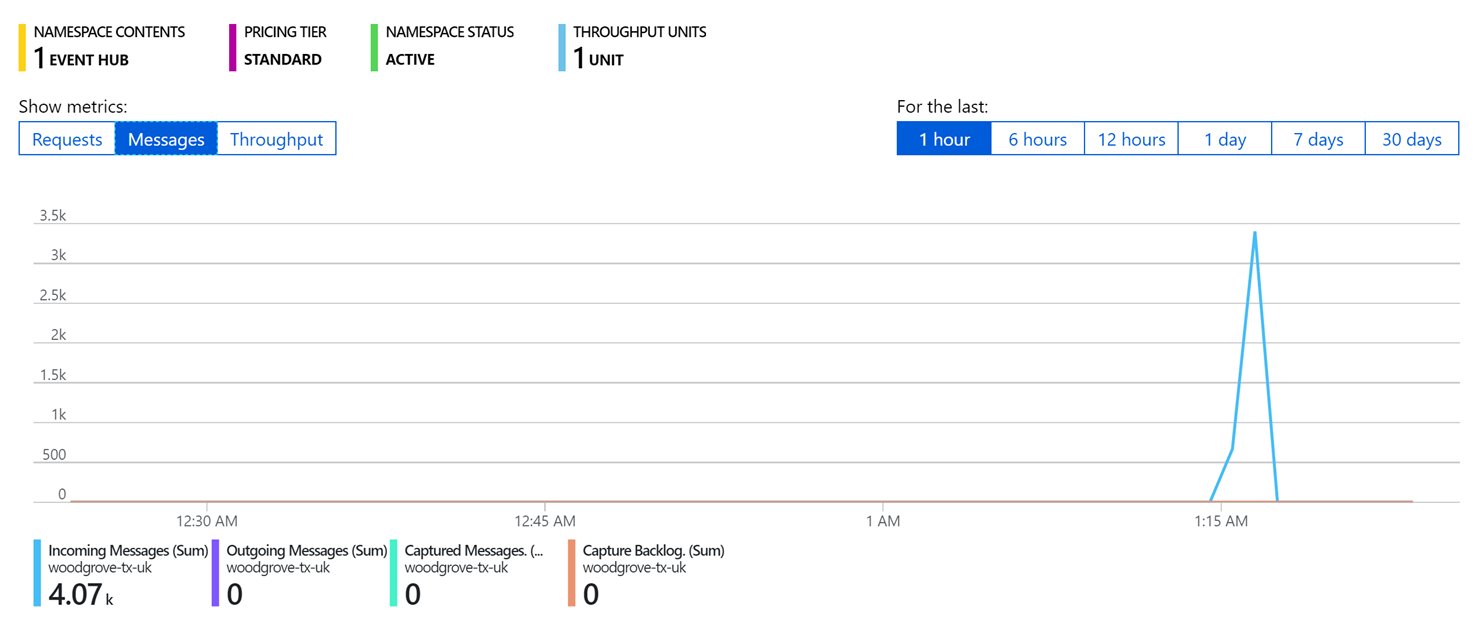 NAMESPACE CONTENTS
1 EVENT HUB
PRICING TIER
STANDARD
NAMESPACE STATUS
ACTIVE
THROUGHPUT UNITS
1 UNIT
Show metrics:
Requests Messages Throughput
For the last:
1 hour 6 hours 12 hours 1 day 7 days 30 days
3.5k
3k
2.5k
2k
1.5k
1k
500
0
12:30 AM 12:45 AM 1 AM 1:15 AM
Incoming Messages (Sum)
woodgrove-tx-uk
4.07 k
Outgoing Messages (Sum)
woodgrove-tx-uk
0
Captured Messages. (...
woodgrove-tx-uk
0
Capture Backlog. (Sum)
woodgrove-tx-uk
0